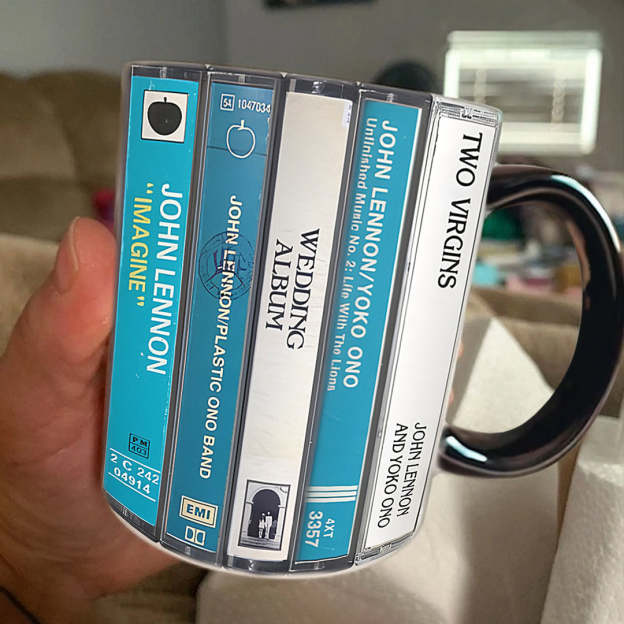 JOHN LENNON
"IMAGINE"
PM
403
2 C 242
04914
54 1047034
JOHN LENNON/PLASTIC ONO BAND
EMI
WEDDING
ALBUM
JOHN LENNON/YOKO ONO
Unfinished Music No. 2: Life With The Lions
4XT
3357
TWO VIRGINS
JOHN LENNON
AND YOKO ONO